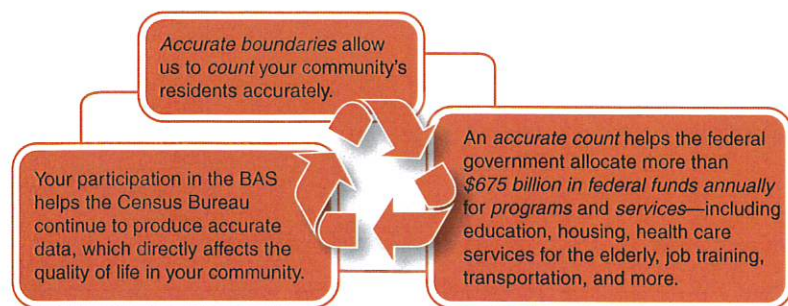 Accurate boundaries allow
us to count your community's
residents accurately.
An accurate count helps the federal
government allocate more than
$675 billion in federal funds annually
for programs and services—including
education, housing, health care
services for the elderly, job training,
transportation, and more.
Your participation in the BAS
helps the Census Bureau
continue to produce accurate
data, which directly affects the
quality of life in your community.